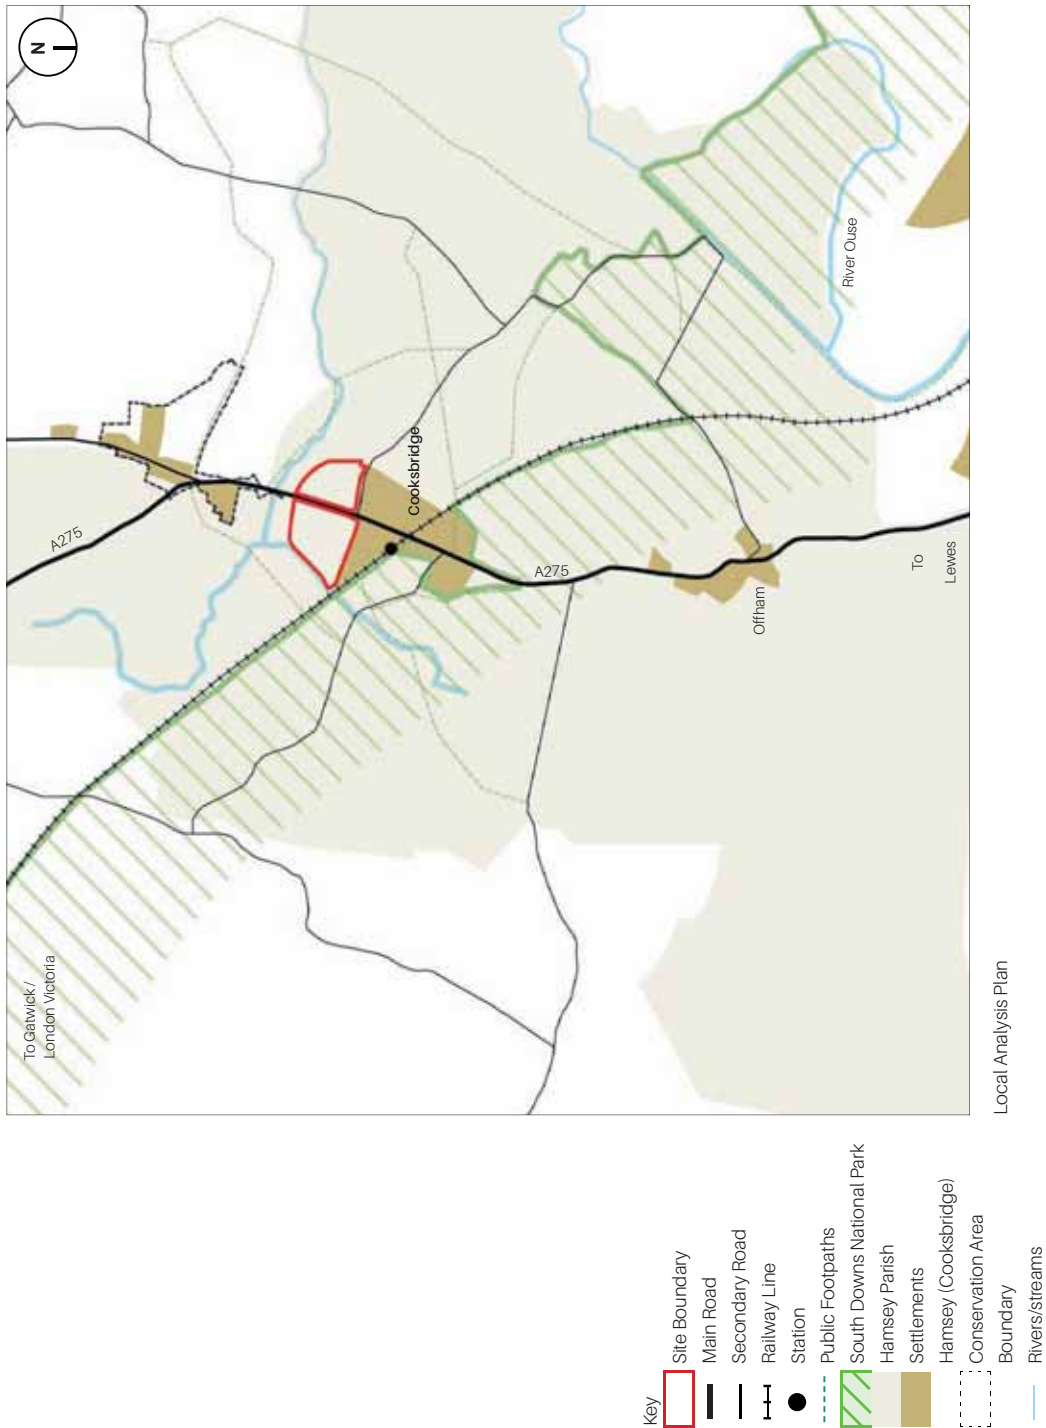 N
A275
Cooksbridge
A275
River Ouse
Offham
To
Lewes
To Gatwick /
London Victoria
Local Analysis Plan
Key
Site Boundary
Main Road
Secondary Road
Railway Line
Station
Public Footpaths
South Downs National Park
Hamsey Parish
Settlements
Hamsey (Cooksbridge)
Conservation Area
Boundary
Rivers/streams